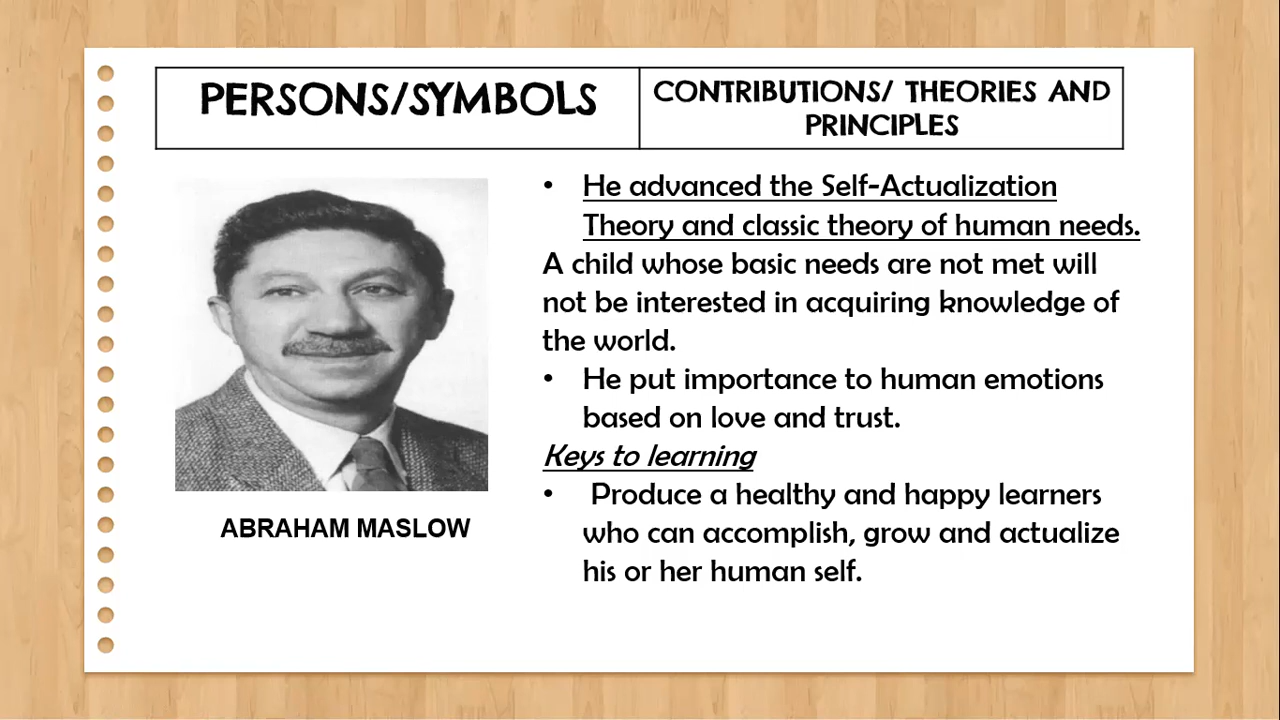 PERSONS/SYMBOLS
CONTRIBUTIONS/ THEORIES AND
PRINCIPLES
• He advanced the Self-Actualization
Theory and classic theory of human needs.
A child whose basic needs are not met will
not be interested in acquiring knowledge of
the world.
• He put importance to human emotions
based on love and trust.
Keys to learning
• Produce a healthy and happy learners
who can accomplish, grow and actualize
his or her human self.
ABRAHAM MASLOW